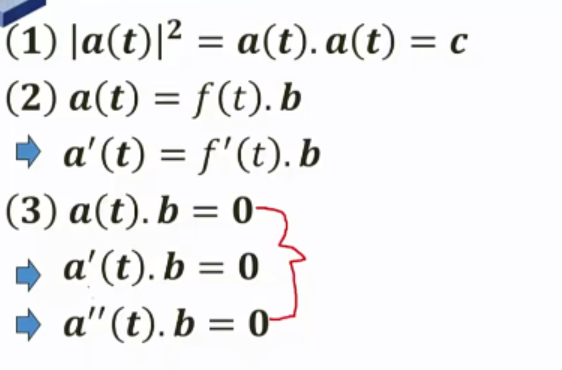 (1) |a(t)|² = a(t).a(t) = c
(2) a(t) = f(t).b
a′(t) = f′(t).b
(3) a(t).b = 0
a′(t).b = 0
a′′(t).b = 0